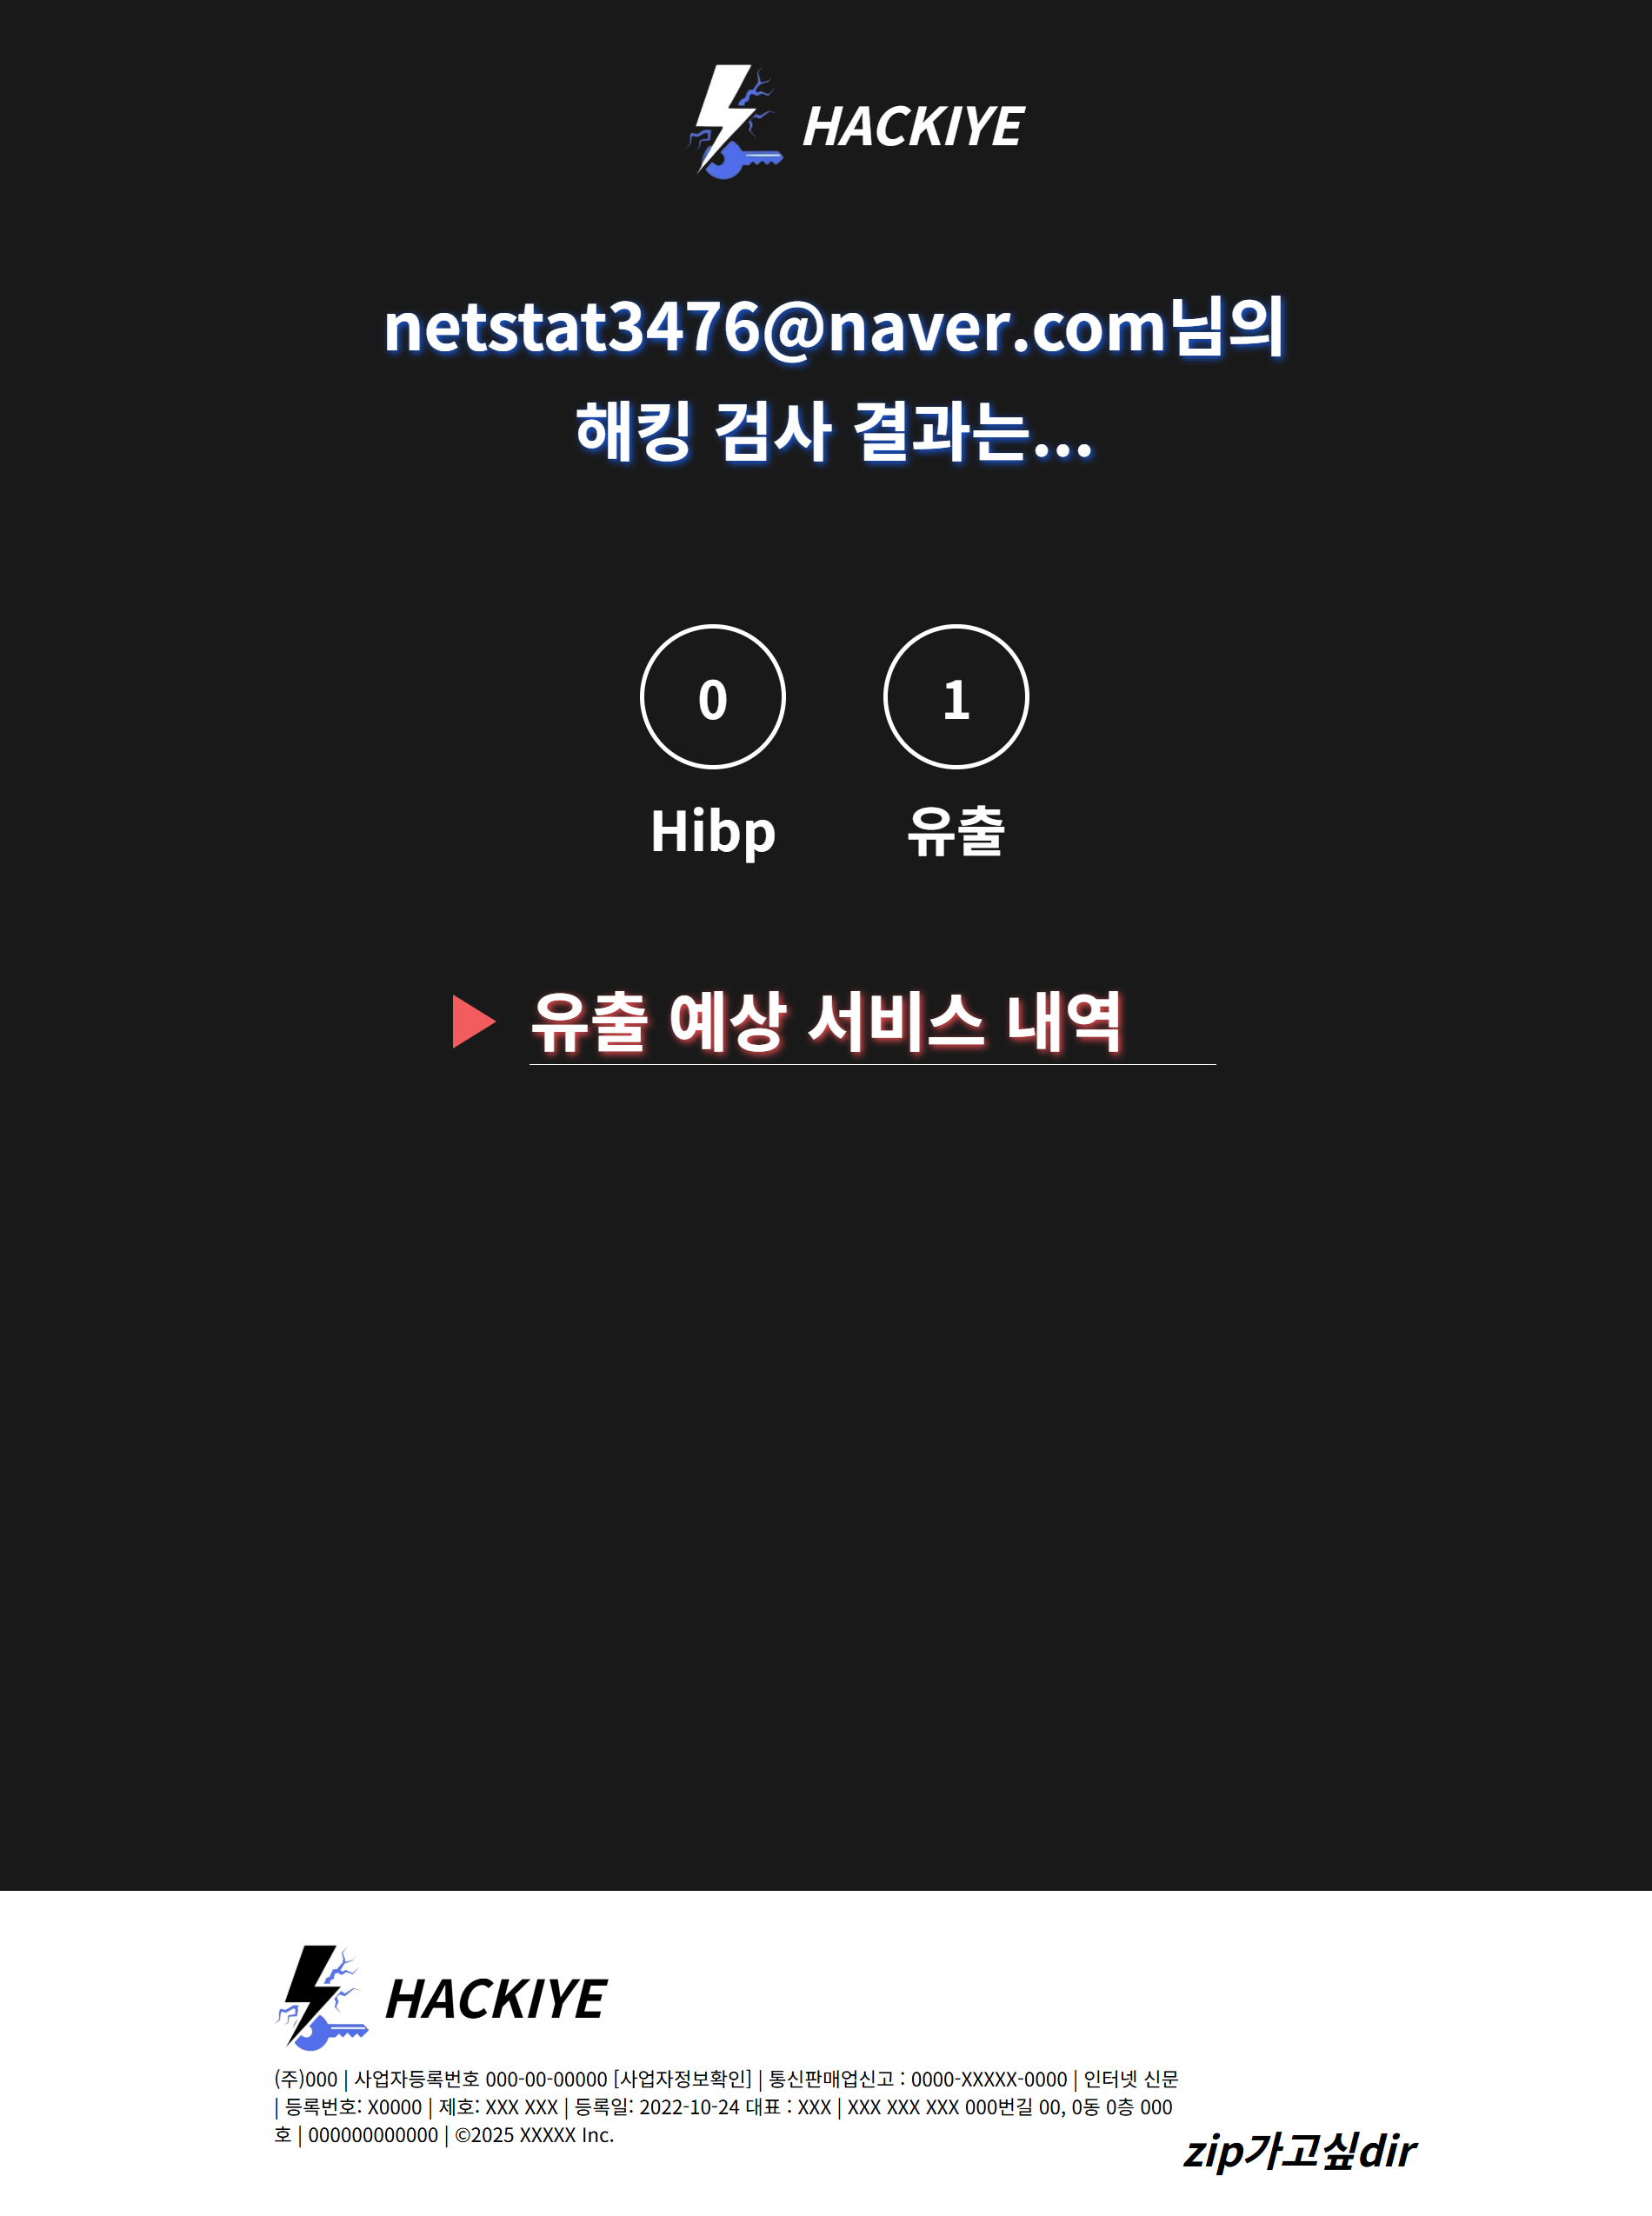 HACKIYE
netstat3476@naver.com님의
해킹 검사 결과는...
0
1
Hibp
유출
유출 예상 서비스 내역
HACKIYE
(주)000 | 사업자등록번호 000-00-00000 [사업자정보확인] | 통신판매업신고 : 0000-XXXXX-0000 | 인터넷 신문
| 등록번호: X0000 | 제호: XXX XXX | 등록일: 2022-10-24 대표 : XXX | XXX XXX XXX 000번길 00, 0동 0층 000
호 | 000000000000 | ©2025 XXXXX Inc.
zip가고싶dir